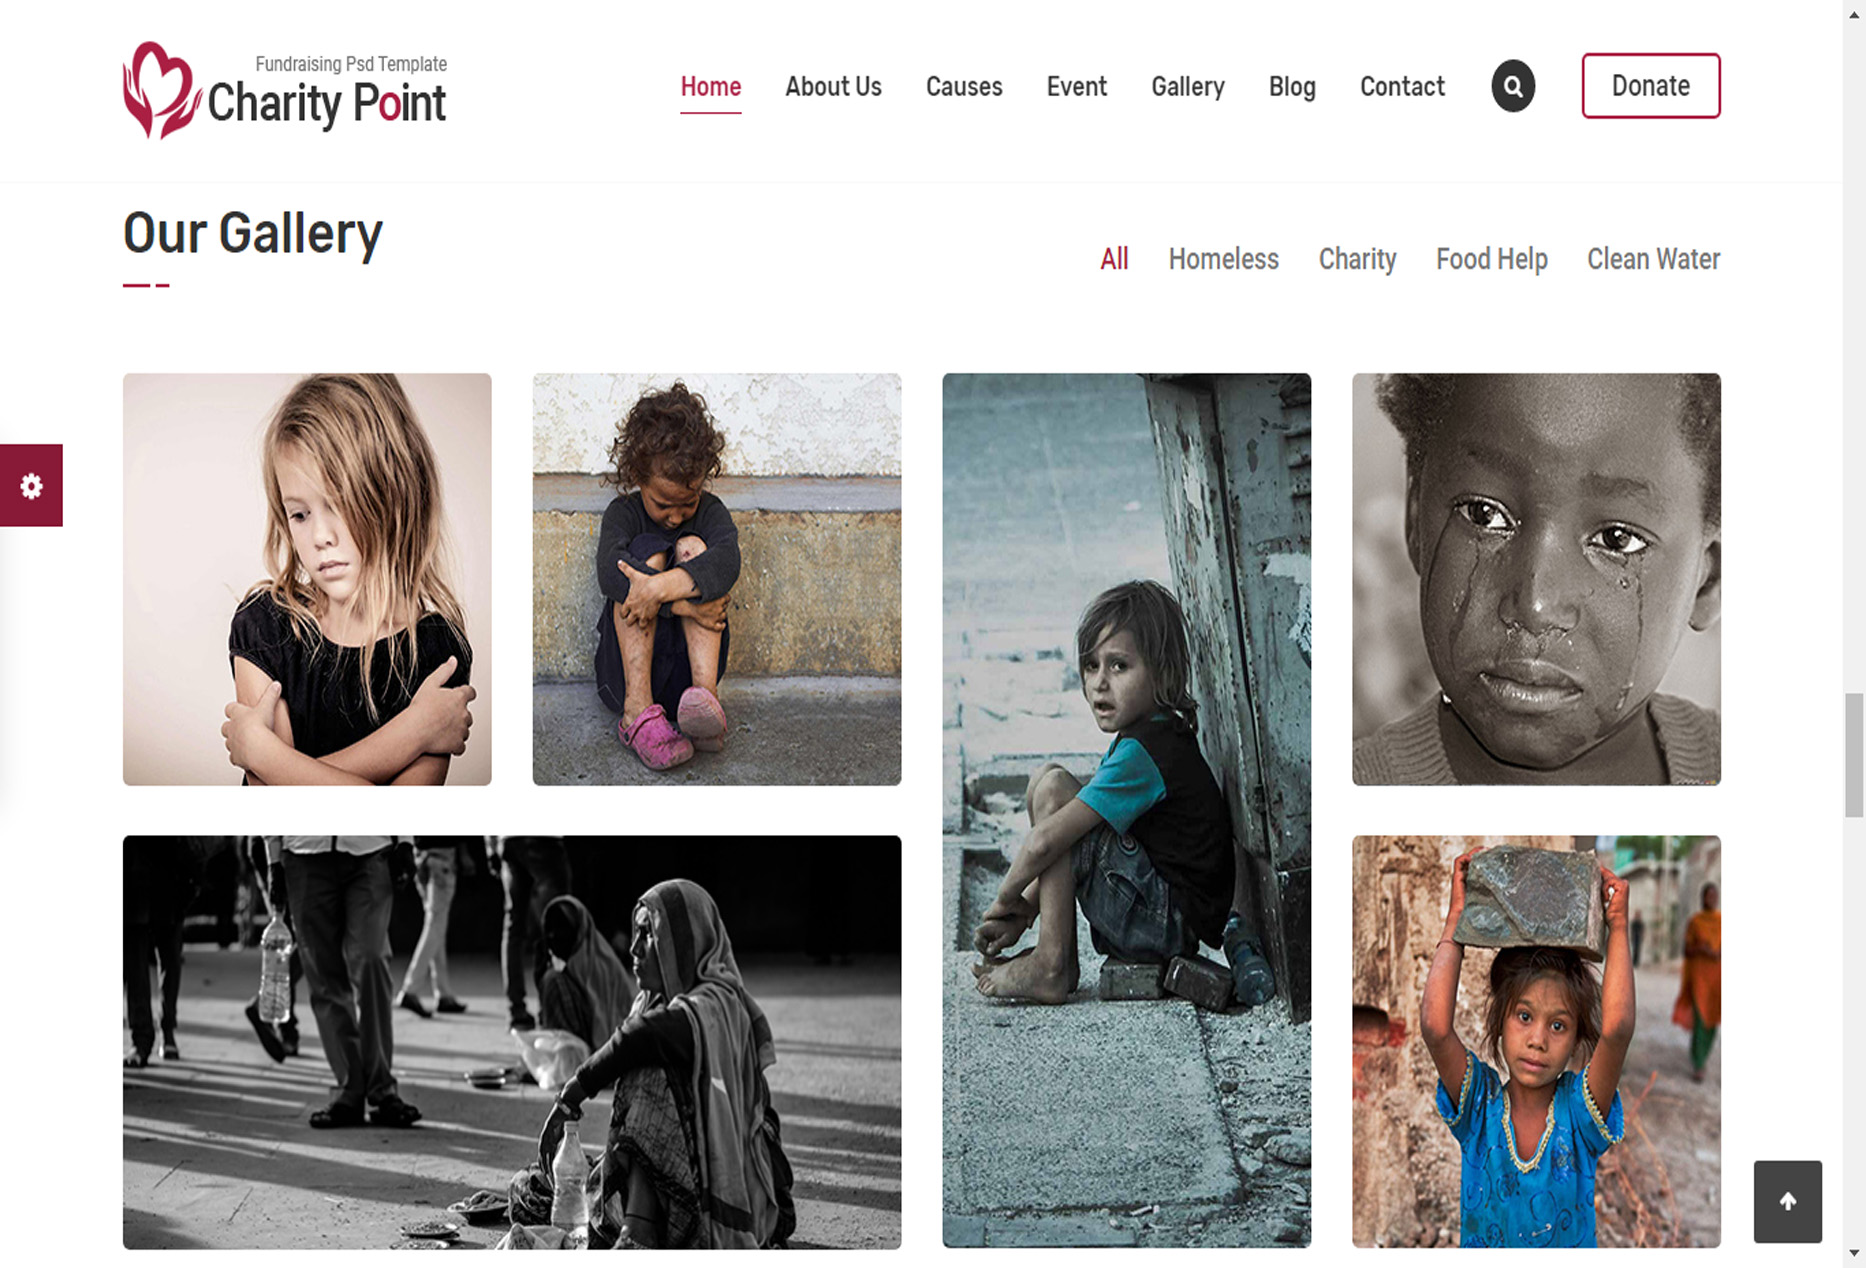 Fundraising Psd Template
Charity Point
Home About Us Causes Event Gallery Blog Contact Donate
Our Gallery
All Homeless Charity Food Help Clean Water